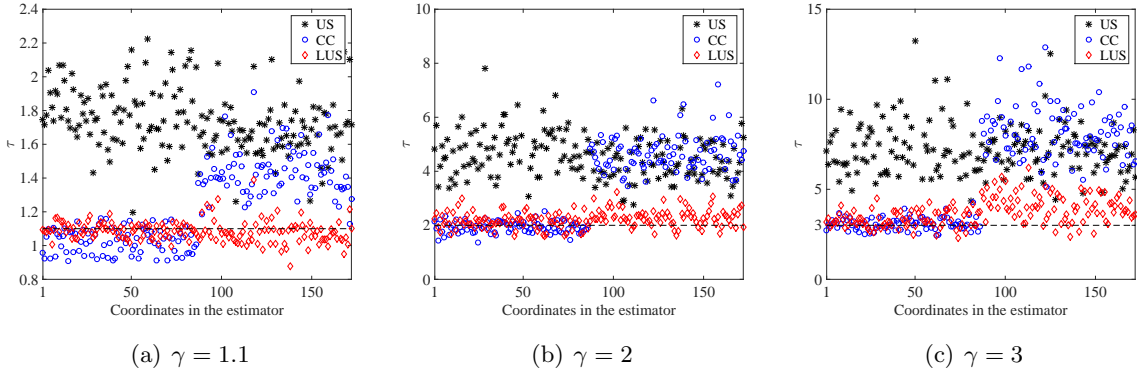 2.4
2.2
2
1.8
1.6
1.4
1.2
1
0.8
τ
1
50
100
150
Coordinates in the estimator
US
CC
LUS
(a) γ = 1.1
10
8
6
4
2
0
τ
1
50
100
150
Coordinates in the estimator
US
CC
LUS
(b) γ = 2
15
10
5
3
0
τ
1
50
100
150
Coordinates in the estimator
US
CC
LUS
(c) γ = 3